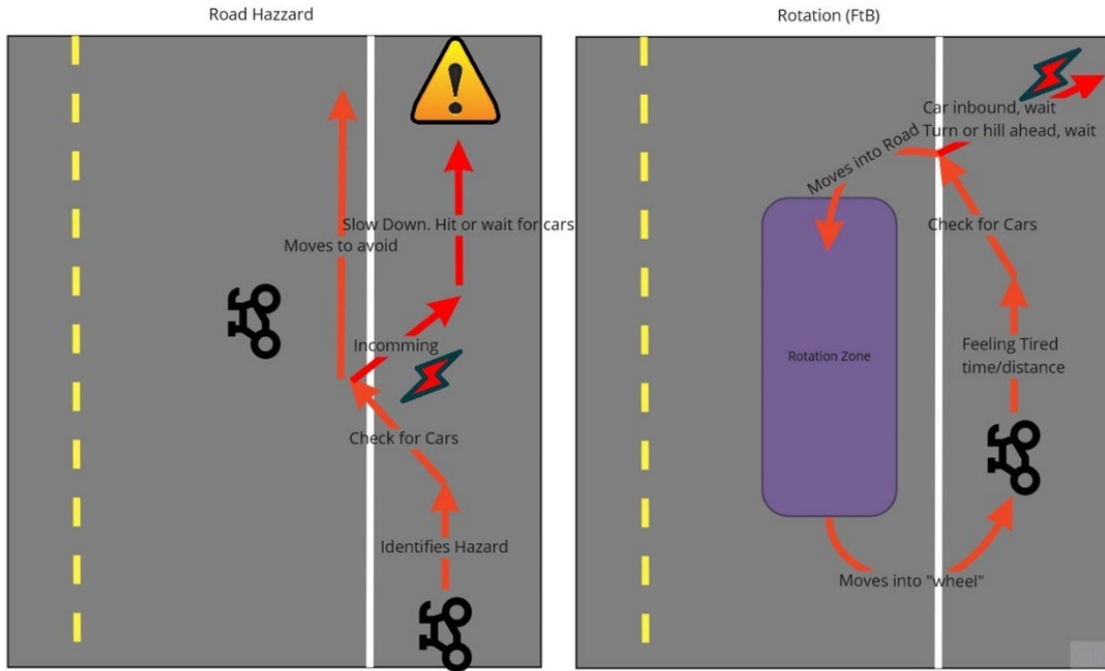 Road Hazzard
Moves to avoid
Slow Down. Hit or wait for cars
Incomming
Check for Cars
Identifies Hazard
Rotation (FtB)
Car inbound, wait
Turn or hill ahead, wait
Moves into Road
Check for Cars
Rotation Zone
Feeling Tired
time/distance
Moves into "wheel"